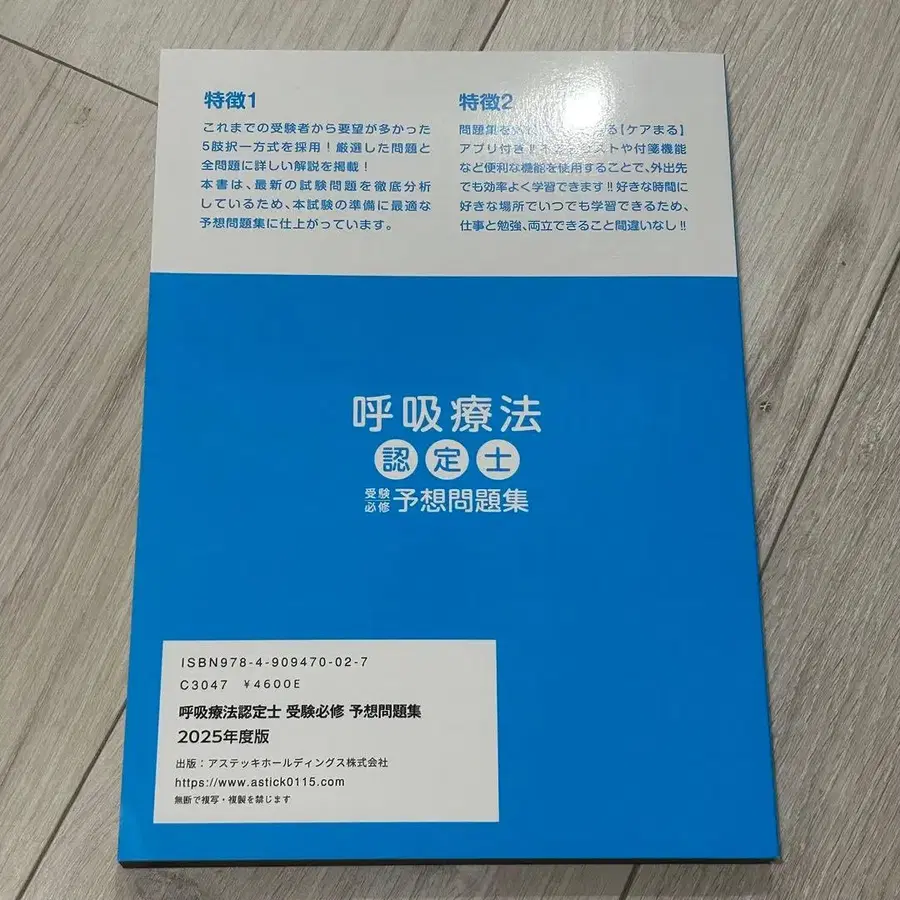 特徴1
これまでの受験者から要望が多かった
5肢択一方式を採用！厳選した問題と
全問題に詳しい解説を掲載！
本書は、最新の試験問題を徹底分析
しているため、本試験の準備に最適な
予想問題集に仕上がっています。
特徴2
問題集を る【ケアまる】
アプリ付き!! ストや付箋機能
など便利な機能を使用することで、外出先
でも効率よく学習できます!!好きな時間に
好きな場所でいつでも学習できるため、
仕事と勉強、両立できること間違いなし!!
呼吸療法
認定士
受験必修 予想問題集
ISBN978-4-909470-02-7
C3047 ¥4600E
呼吸療法認定士 受験必修 予想問題集
2025年度版
出版：アステッキホールディングス株式会社
https://www.astick0115.com
無断で複写・複製を禁じます